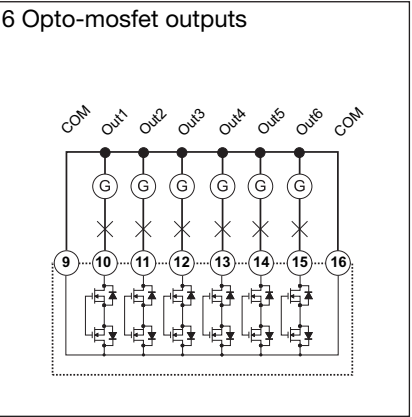 6 Opto-mosfet outputs
COM Out1 Out2 Out3 Out4 Out5 Out6 COM
G G G G G G
9 10 11 12 13 14 15 16